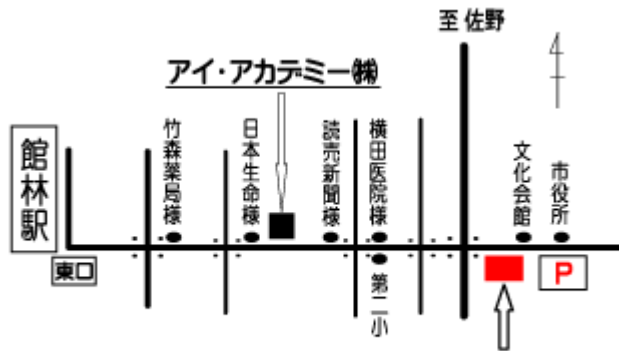 至 佐野
アイ・アカデミー㈱
館林駅
東口
竹森薬局様
日本生命様
読売新聞様
横田医院様
第二小
文化会館
市役所
P